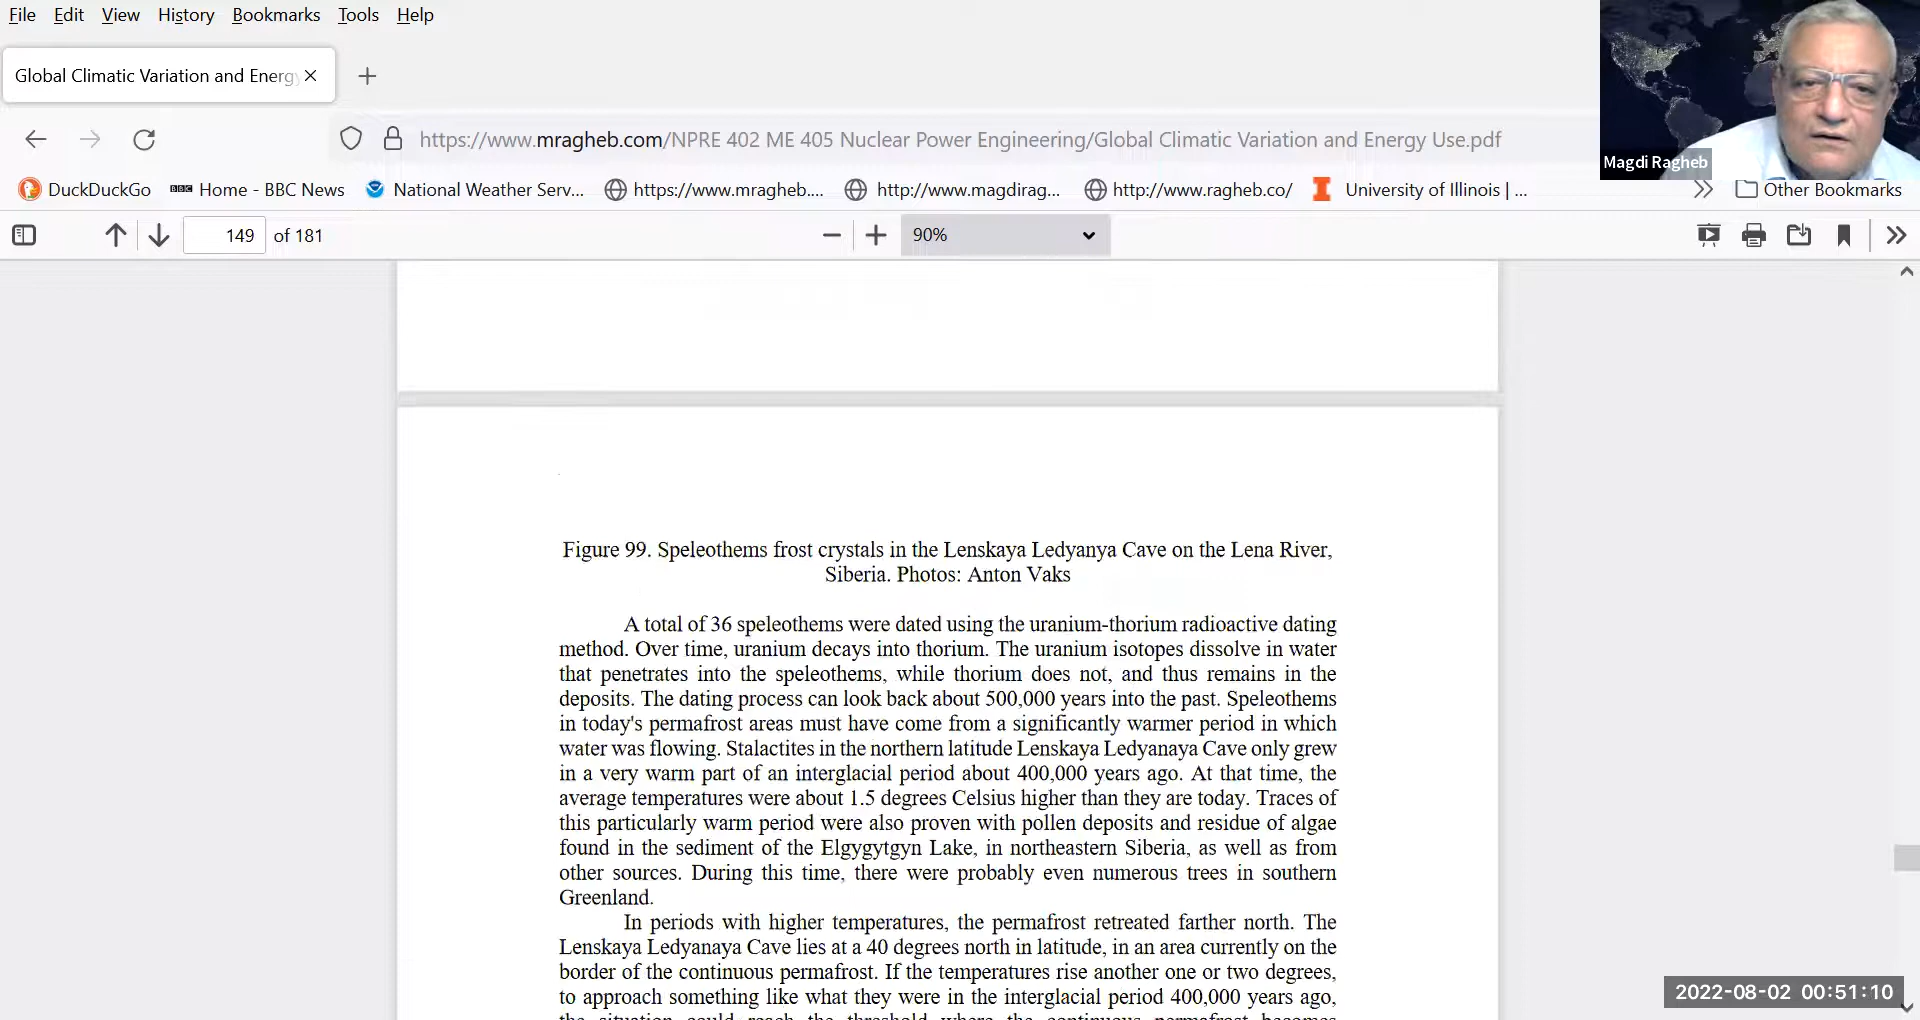 File Edit View History Bookmarks Tools Help
Global Climatic Variation and Energ
https://www.mragheb.com/NPRE 402 ME 405 Nuclear Power Engineering/Global Climatic Variation and Energy Use.pdf
Magdi Ragheb
DuckDuckGo BBC Home - BBC News National Weather Serv... https://www.mragheb.... http://www.magdirag... http://www.ragheb.co/ University of Illinois | ... Other Bookmarks
149 of 181 90%
Figure 99. Speleothems frost crystals in the Lenskaya Ledyanya Cave on the Lena River,
Siberia. Photos: Anton Vaks
A total of 36 speleothems were dated using the uranium-thorium radioactive dating
method. Over time, uranium decays into thorium. The uranium isotopes dissolve in water
that penetrates into the speleothems, while thorium does not, and thus remains in the
deposits. The dating process can look back about 500,000 years into the past. Speleothems
in today's permafrost areas must have come from a significantly warmer period in which
water was flowing. Stalactites in the northern latitude Lenskaya Ledyanaya Cave only grew
in a very warm part of an interglacial period about 400,000 years ago. At that time, the
average temperatures were about 1.5 degrees Celsius higher than they are today. Traces of
this particularly warm period were also proven with pollen deposits and residue of algae
found in the sediment of the Elgygytgyn Lake, in northeastern Siberia, as well as from
other sources. During this time, there were probably even numerous trees in southern
Greenland.
In periods with higher temperatures, the permafrost retreated farther north. The
Lenskaya Ledyanaya Cave lies at a 40 degrees north in latitude, in an area currently on the
border of the continuous permafrost. If the temperatures rise another one or two degrees,
to approach something like what they were in the interglacial period 400,000 years ago,
the situation could reach the threshold where the continuous permafrost becomes
2022-08-02 00:51:10